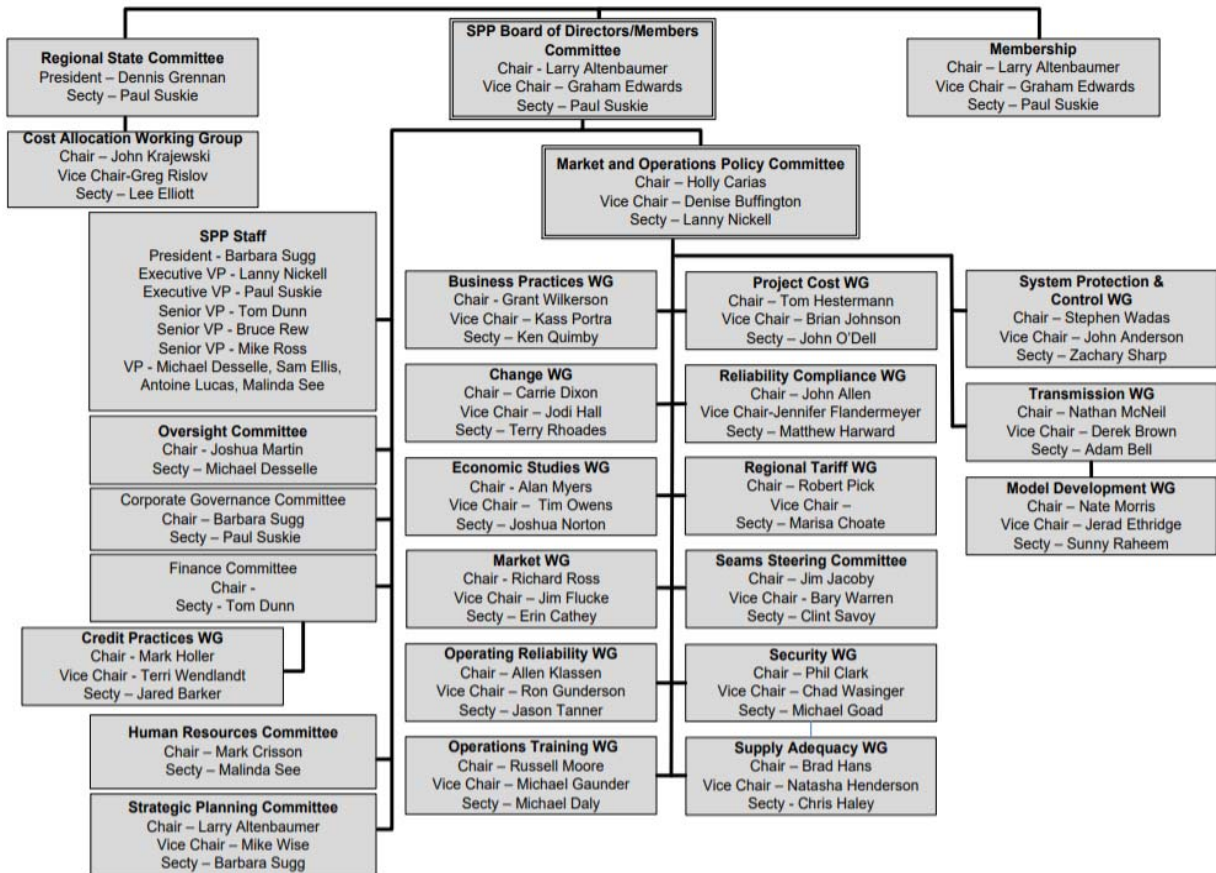 Regional State Committee
President – Dennis Grennan
Secty – Paul Suskie
SPP Board of Directors/Members
Committee
Chair - Larry Altenbaumer
Vice Chair – Graham Edwards
Secty – Paul Suskie
Membership
Chair – Larry Altenbaumer
Vice Chair – Graham Edwards
Secty – Paul Suskie
Cost Allocation Working Group
Chair – John Krajewski
Vice Chair-Greg Rislov
Secty – Lee Elliott
Market and Operations Policy Committee
Chair – Holly Carias
Vice Chair – Denise Buffington
Secty – Lanny Nickell
SPP Staff
President - Barbara Sugg
Executive VP - Lanny Nickell
Executive VP - Paul Suskie
Senior VP - Tom Dunn
Senior VP - Bruce Rew
Senior VP - Mike Ross
VP - Michael Desselle, Sam Ellis,
Antoine Lucas, Malinda See
Oversight Committee
Chair - Joshua Martin
Secty – Michael Desselle
Corporate Governance Committee
Chair – Barbara Sugg
Secty – Paul Suskie
Finance Committee
Chair -
Secty - Tom Dunn
Credit Practices WG
Chair - Mark Holler
Vice Chair - Terri Wendlandt
Secty – Jared Barker
Human Resources Committee
Chair – Mark Crisson
Secty – Malinda See
Strategic Planning Committee
Chair – Larry Altenbaumer
Vice Chair – Mike Wise
Secty – Barbara Sugg
Business Practices WG
Chair - Grant Wilkerson
Vice Chair – Kass Portra
Secty – Ken Quimby
Change WG
Chair – Carrie Dixon
Vice Chair – Jodi Hall
Secty – Terry Rhoades
Economic Studies WG
Chair - Alan Myers
Vice Chair – Tim Owens
Secty – Joshua Norton
Market WG
Chair - Richard Ross
Vice Chair – Jim Flucke
Secty – Erin Cathey
Operating Reliability WG
Chair – Allen Klassen
Vice Chair – Ron Gunderson
Secty – Jason Tanner
Operations Training WG
Chair – Russell Moore
Vice Chair – Michael Gaunder
Secty – Michael Daly
Project Cost WG
Chair – Tom Hestermann
Vice Chair – Brian Johnson
Secty – John O’Dell
Reliability Compliance WG
Chair – John Allen
Vice Chair-Jennifer Flandermeyer
Secty – Matthew Harward
Regional Tariff WG
Chair – Robert Pick
Vice Chair –
Secty – Marisa Choate
Seams Steering Committee
Chair – Jim Jacoby
Vice Chair - Bary Warren
Secty – Clint Savoy
Security WG
Chair – Phil Clark
Vice Chair – Chad Wasinger
Secty – Michael Goad
Supply Adequacy WG
Chair – Brad Hans
Vice Chair – Natasha Henderson
Secty - Chris Haley
System Protection &
Control WG
Chair – Stephen Wadas
Vice Chair – John Anderson
Secty – Zachary Sharp
Transmission WG
Chair – Nathan McNeil
Vice Chair – Derek Brown
Secty – Adam Bell
Model Development WG
Chair – Nate Morris
Vice Chair – Jerad Ethridge
Secty – Sunny Raheem